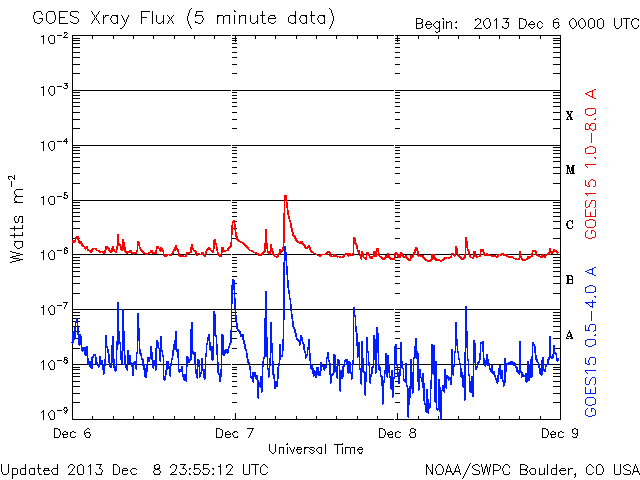 GOES Xray Flux (5 minute data)
Begin: 2013 Dec 6 0000 UTC
10-2
10-3
10-4
10-5
10-6
10-7
10-8
10-9
Watts m-2
X
M
C
B
A
GOES15 1.0-8.0 A
GOES15 0.5-4.0 A
Dec 6
Dec 7
Dec 8
Dec 9
Universal Time
Updated 2013 Dec 8 23:55:12 UTC
NOAA/SWPC Boulder, CO USA